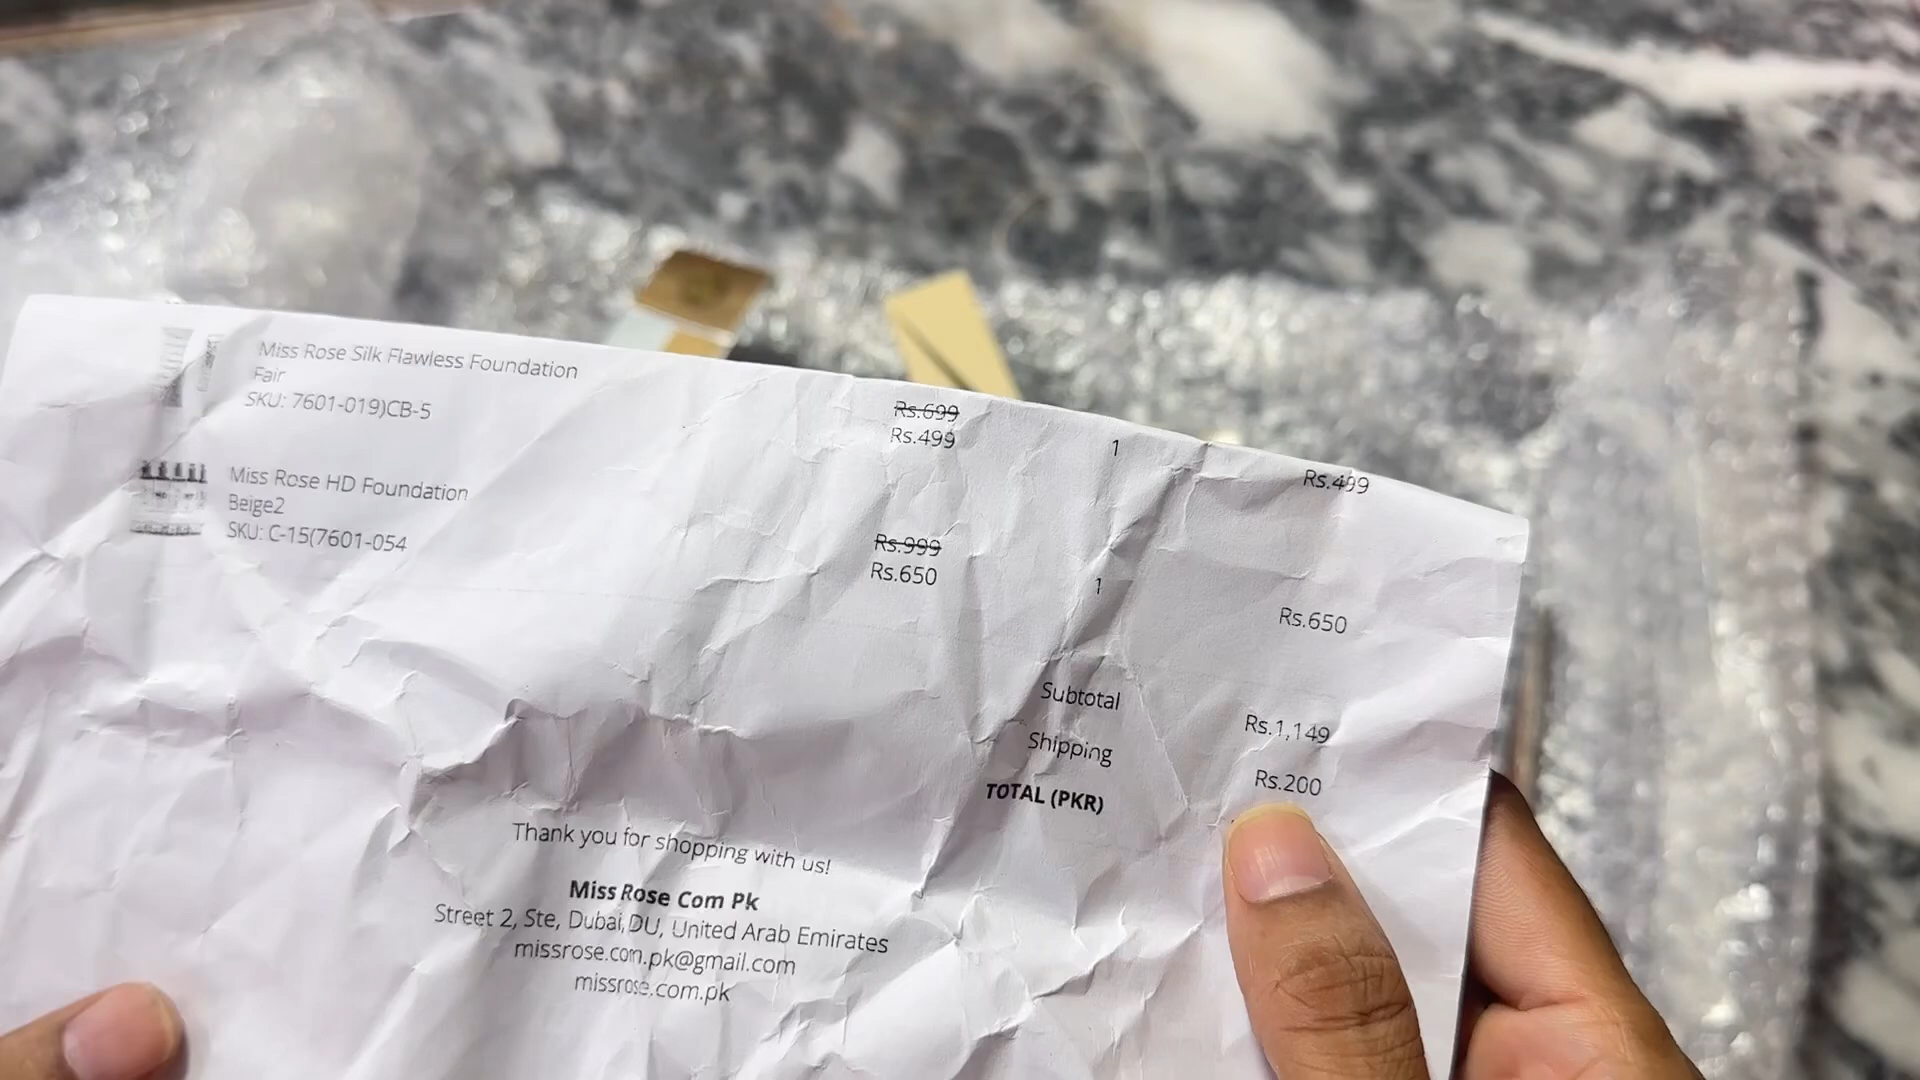 Miss Rose Silk Flawless Foundation
Fair
SKU: 7601-019)CB-5
Rs.699
Rs.499
1
Rs.499
Miss Rose HD Foundation
Beige2
SKU: C-15(7601-054
Rs.999
Rs.650
1
Rs.650
Subtotal Rs.1,149
Shipping Rs.200
TOTAL (PKR)
Thank you for shopping with us!
Miss Rose Com Pk
Street 2, Ste, Dubai, DU, United Arab Emirates
missrose.com.pk@gmail.com
missrose.com.pk